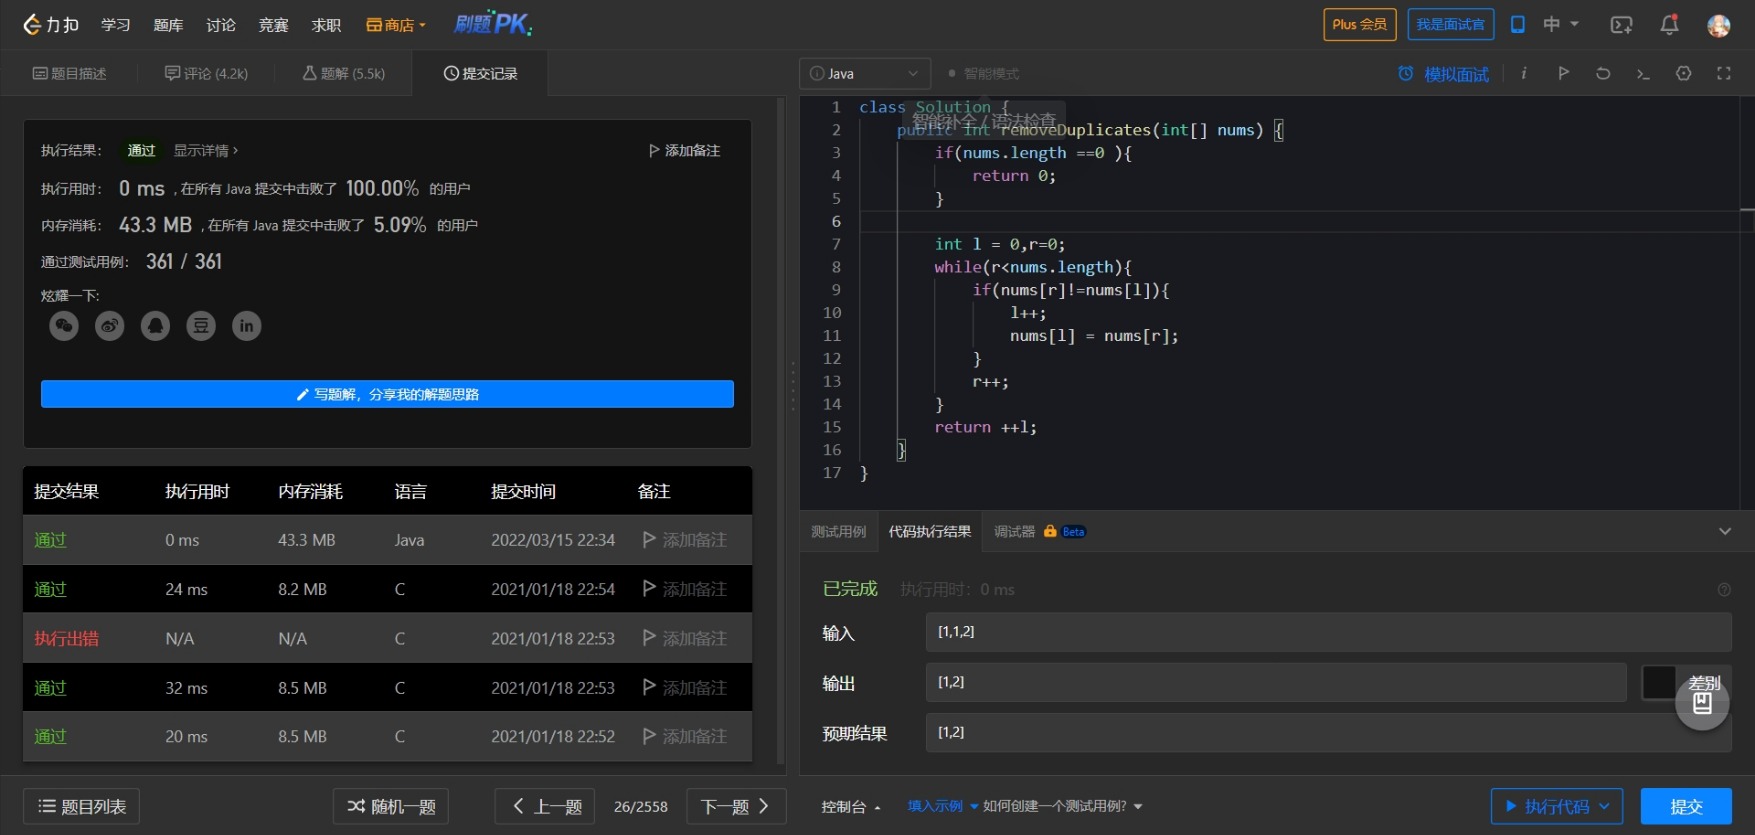 力扣 学习 题库 讨论 竞赛 求职 商店 刷题PK Plus 会员 我是面试官 中
题目描述 评论 (4.2k) 题解 (5.5k) 提交记录
执行结果： 通过 显示详情 > 添加备注
执行用时： 0 ms , 在所有 Java 提交中击败了 100.00% 的用户
内存消耗： 43.3 MB , 在所有 Java 提交中击败了 5.09% 的用户
通过测试用例： 361 / 361
炫耀一下:
豆 in
写题解，分享我的解题思路
提交结果 执行用时 内存消耗 语言 提交时间 备注
通过 0 ms 43.3 MB Java 2022/03/15 22:34 添加备注
通过 24 ms 8.2 MB C 2021/01/18 22:54 添加备注
执行出错 N/A N/A C 2021/01/18 22:53 添加备注
通过 32 ms 8.5 MB C 2021/01/18 22:53 添加备注
通过 20 ms 8.5 MB C 2021/01/18 22:52 添加备注
题目列表 随机一题 上一题 26/2558 下一题
Java 智能模式 模拟面试
智能补全 / 语法检查
1 class Solution {
2 public int removeDuplicates(int[] nums) {
3 if(nums.length ==0 ){
4 return 0;
5 }
6
7 int l = 0,r=0;
8 while(r<nums.length){
9 if(nums[r]!=nums[l]){
10 l++;
11 nums[l] = nums[r];
12 }
13 r++;
14 }
15 return ++l;
16 }
17 }
测试用例 代码执行结果 调试器 Beta
已完成 执行用时：0 ms
输入 [1,1,2]
输出 [1,2] 差别
预期结果 [1,2]
控制台 填入示例 如何创建一个测试用例? 执行代码 提交